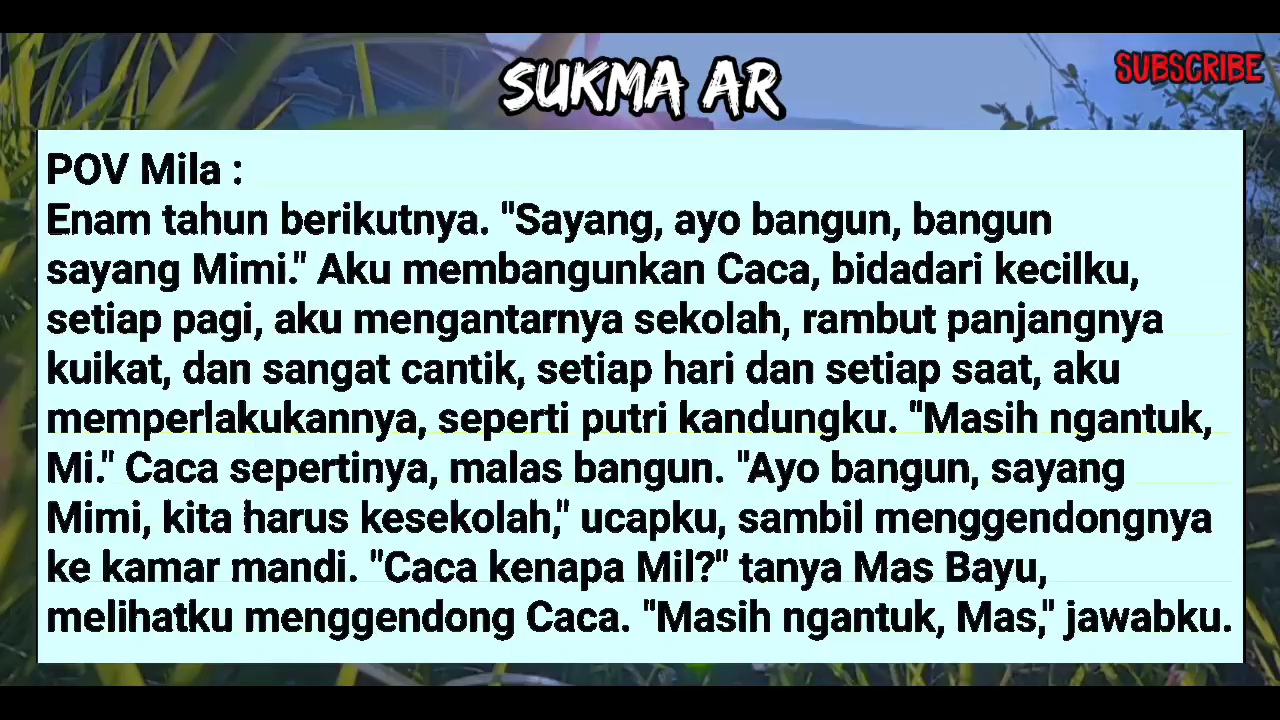 SUKMA AR
SUBSCRIBE
POV Mila :
Enam tahun berikutnya. "Sayang, ayo bangun, bangun
sayang Mimi." Aku membangunkan Caca, bidadari kecilku,
setiap pagi, aku mengantarnya sekolah, rambut panjangnya
kuikat, dan sangat cantik, setiap hari dan setiap saat, aku
memperlakukannya, seperti putri kandungku. "Masih ngantuk,
Mi." Caca sepertinya, malas bangun. "Ayo bangun, sayang
Mimi, kita harus kesekolah," ucapku, sambil menggendongnya
ke kamar mandi. "Caca kenapa Mil?" tanya Mas Bayu,
melihatku menggendong Caca. "Masih ngantuk, Mas," jawabku.